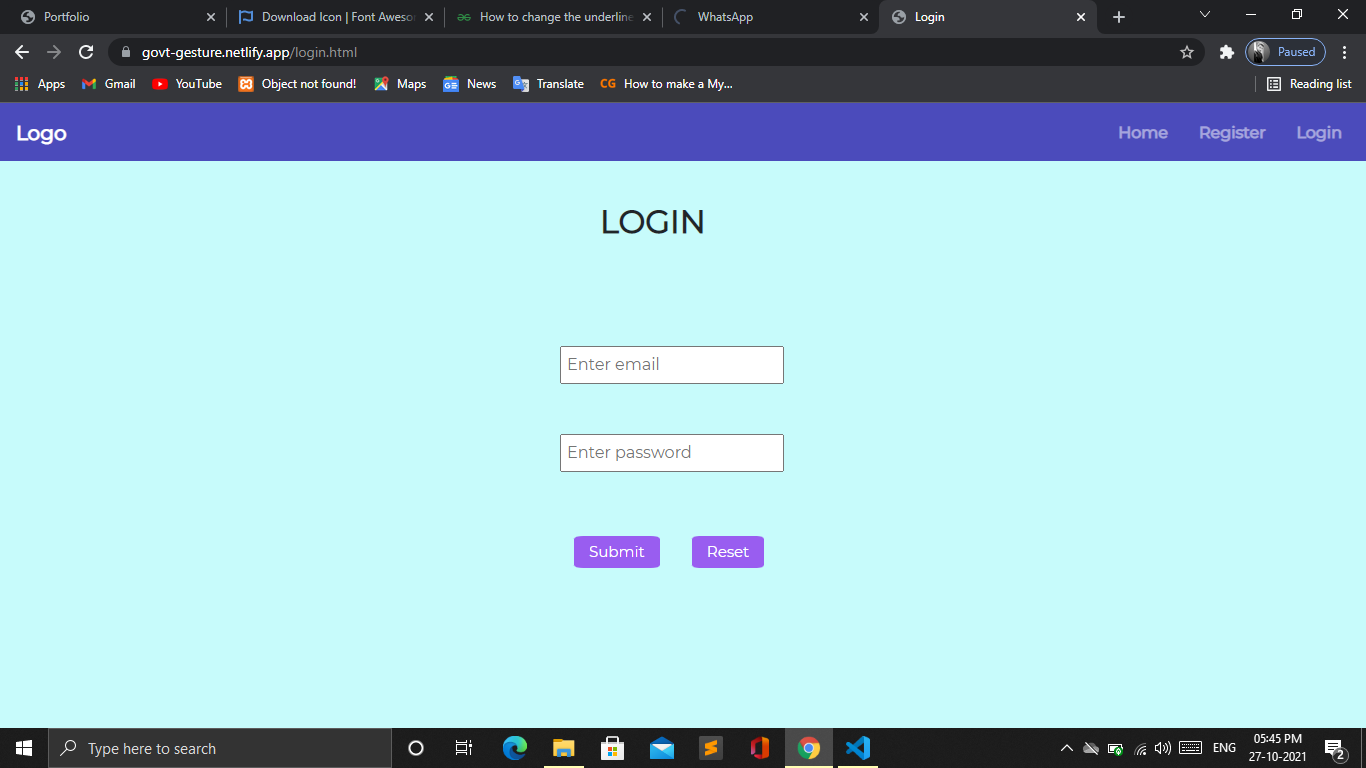 Portfolio
Download Icon | Font Aweso
How to change the underline
WhatsApp
Login
govt-gesture.netlify.app/login.html
Paused
Apps
Gmail
YouTube
Object not found!
Maps
News
Translate
CG How to make a My...
Reading list
Logo
Home
Register
Login
LOGIN
Enter email
Enter password
Submit
Reset
Type here to search
ENG
05:45 PM
27-10-2021
2